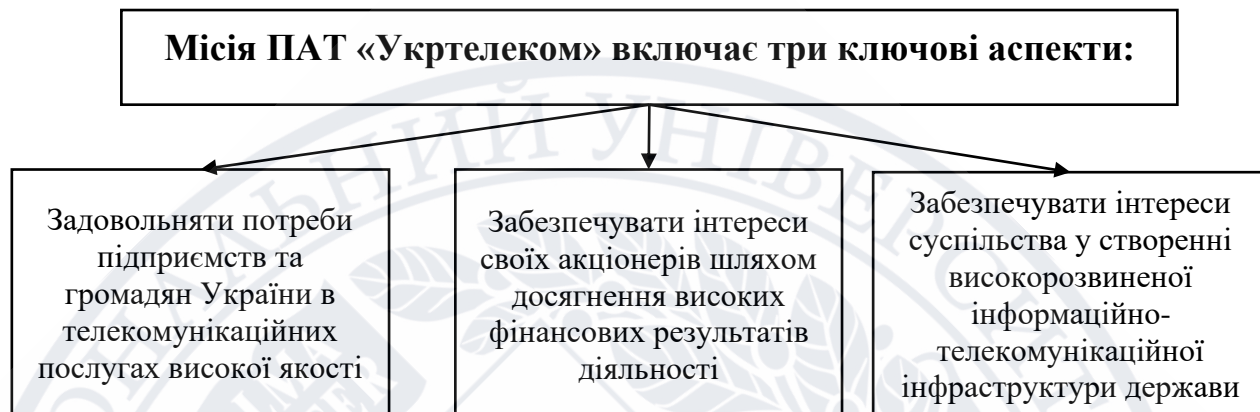 Місія ПАТ «Укртелеком» включає три ключові аспекти:
Задовольняти потреби
підприємств та
громадян України в
телекомунікаційних
послугах високої якості
Забезпечувати інтереси
своїх акціонерів шляхом
досягнення високих
фінансових результатів
діяльності
Забезпечувати інтереси
суспільства у створенні
високорозвиненої
інформаційно-
телекомунікаційної
інфраструктури держави